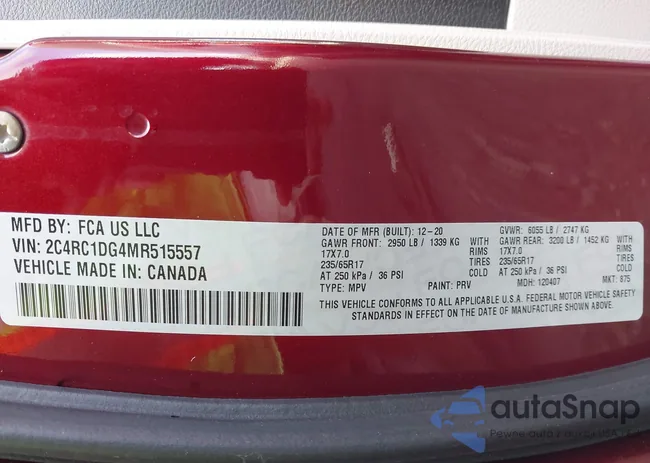 MFD BY: FCA US LLC
VIN: 2C4RC1DG4MR515557
VEHICLE MADE IN: CANADA
DATE OF MFR (BUILT): 12-20 GVWR: 6055 LB / 2747 KG
GAWR FRONT: 2950 LB / 1339 KG WITH GAWR REAR: 3200 LB / 1452 KG WITH
17X7.0 RIMS 17X7.0 RIMS
235/65R17 TIRES 235/65R17 TIRES
AT 250 kPa / 36 PSI COLD AT 250 kPa / 36 PSI COLD
TYPE: MPV PAINT: PRV MDH: 120407 MKT: 875
THIS VEHICLE CONFORMS TO ALL APPLICABLE U.S.A. FEDERAL MOTOR VEHICLE SAFETY
STANDARDS IN EFFECT ON THE DATE OF MANUFACTURE SHOWN ABOVE.
autaSnap
Pewne auto z USA